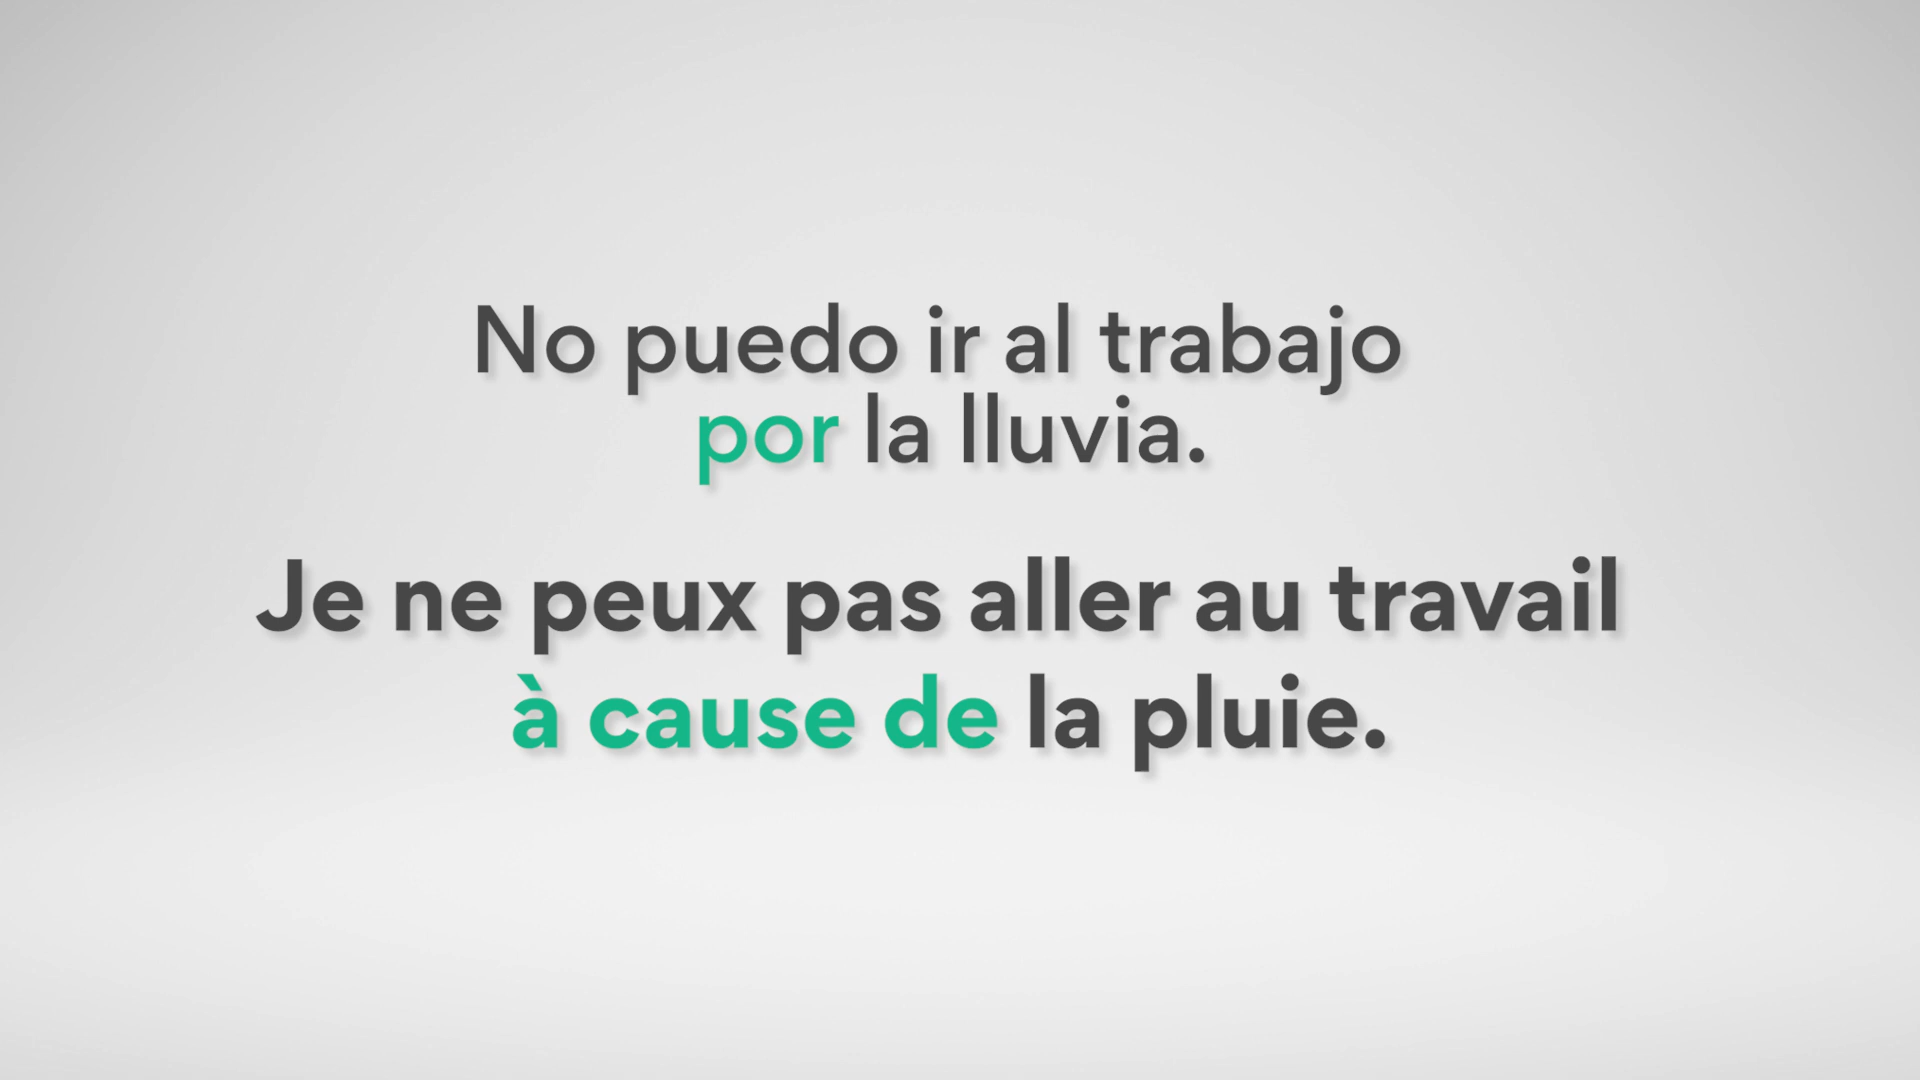 No puedo ir al trabajo
por la lluvia.
Je ne peux pas aller au travail
à cause de la pluie.